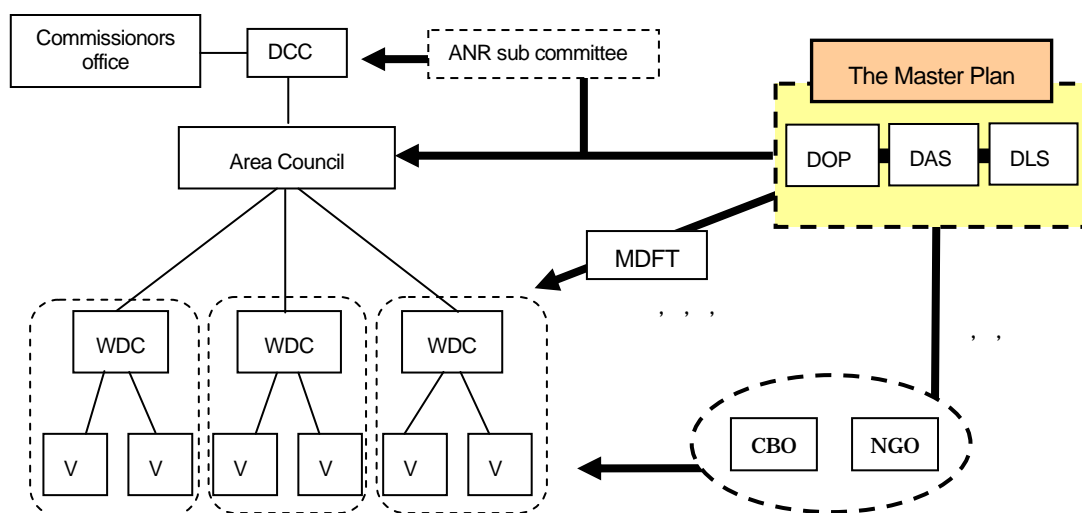 Commissionors
office
DCC
ANR sub committee
The Master Plan
Area Council
DOP
DAS
DLS
MDFT
, , ,
, ,
WDC
WDC
WDC
CBO
NGO
V
V
V
V
V
V